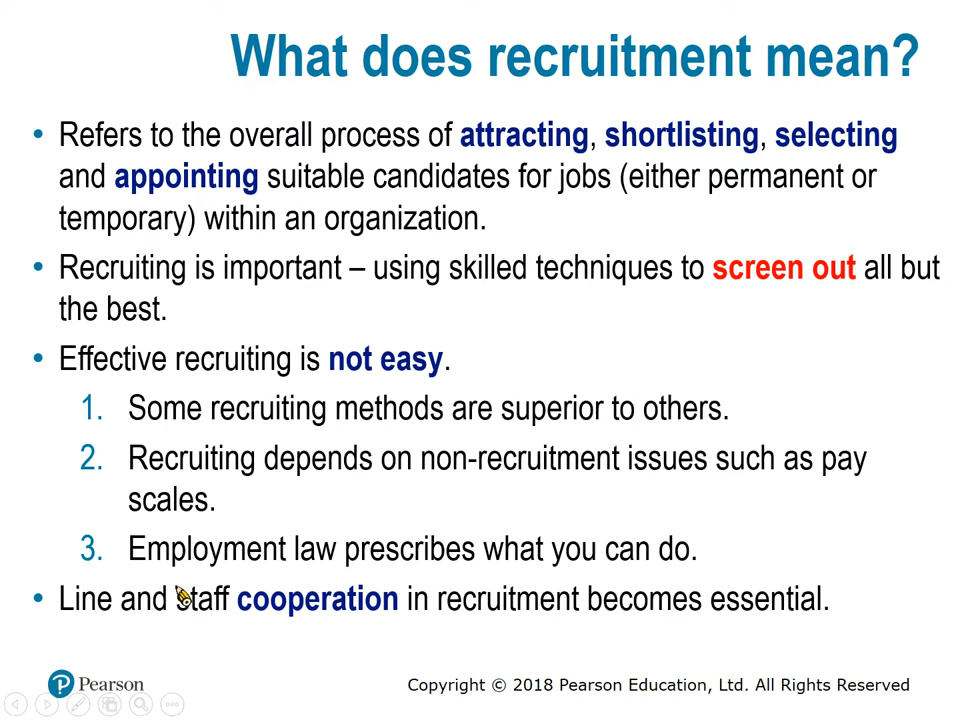 What does recruitment mean?
• Refers to the overall process of attracting, shortlisting, selecting
and appointing suitable candidates for jobs (either permanent or
temporary) within an organization.
• Recruiting is important – using skilled techniques to screen out all but
the best.
• Effective recruiting is not easy.
1. Some recruiting methods are superior to others.
2. Recruiting depends on non-recruitment issues such as pay
scales.
3. Employment law prescribes what you can do.
• Line and staff cooperation in recruitment becomes essential.
P Pearson
Copyright © 2018 Pearson Education, Ltd. All Rights Reserved